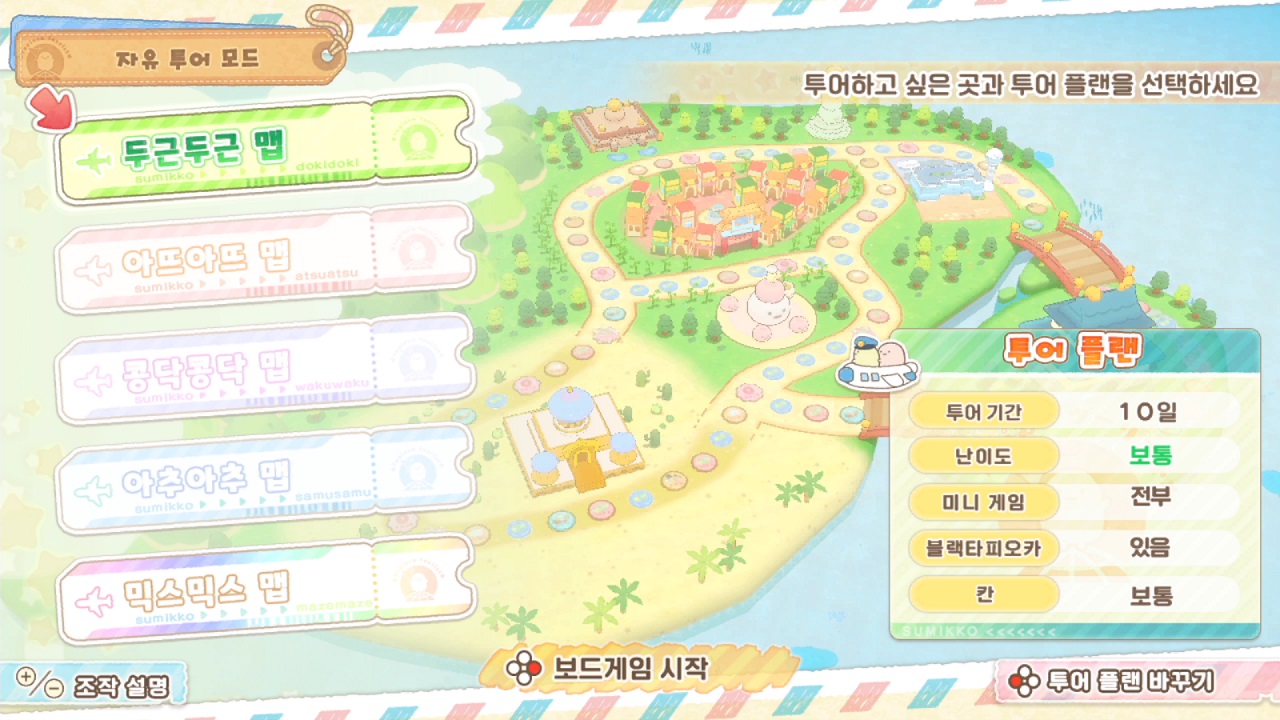 자유 투어 모드
투어하고 싶은 곳과 투어 플랜을 선택하세요
두근두근 맵
dokidoki
sumikko
아뜨아뜨 맵
atsuatsu
sumikko
콩닥콩닥 맵
wakuwaku
sumikko
아추아추 맵
samusamu
sumikko
믹스믹스 맵
mazemaze
sumikko
투어 플랜
투어 기간 10일
난이도 보통
미니 게임 전부
블랙타피오카 있음
칸 보통
SUMIKKO <<<<<<<
+/- 조작 설명
보드게임 시작
투어 플랜 바꾸기